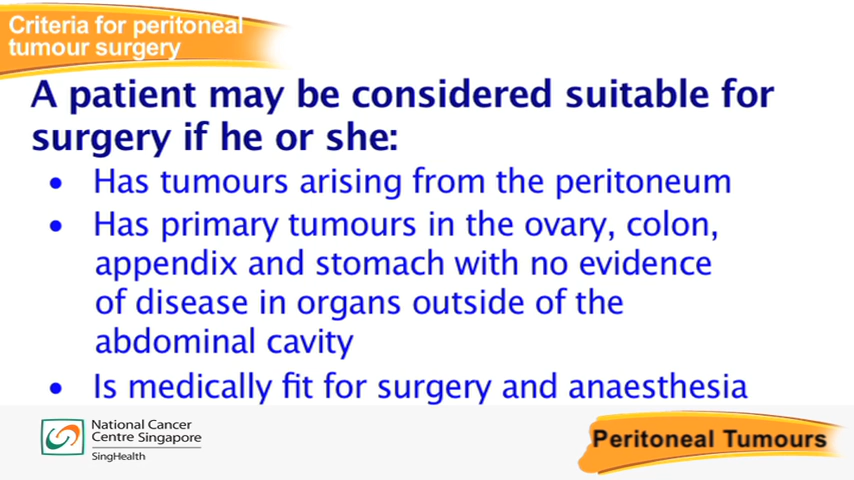 Criteria for peritoneal
tumour surgery
A patient may be considered suitable for
surgery if he or she:
• Has tumours arising from the peritoneum
• Has primary tumours in the ovary, colon,
appendix and stomach with no evidence
of disease in organs outside of the
abdominal cavity
• Is medically fit for surgery and anaesthesia
National Cancer
Centre Singapore
SingHealth
Peritoneal Tumours